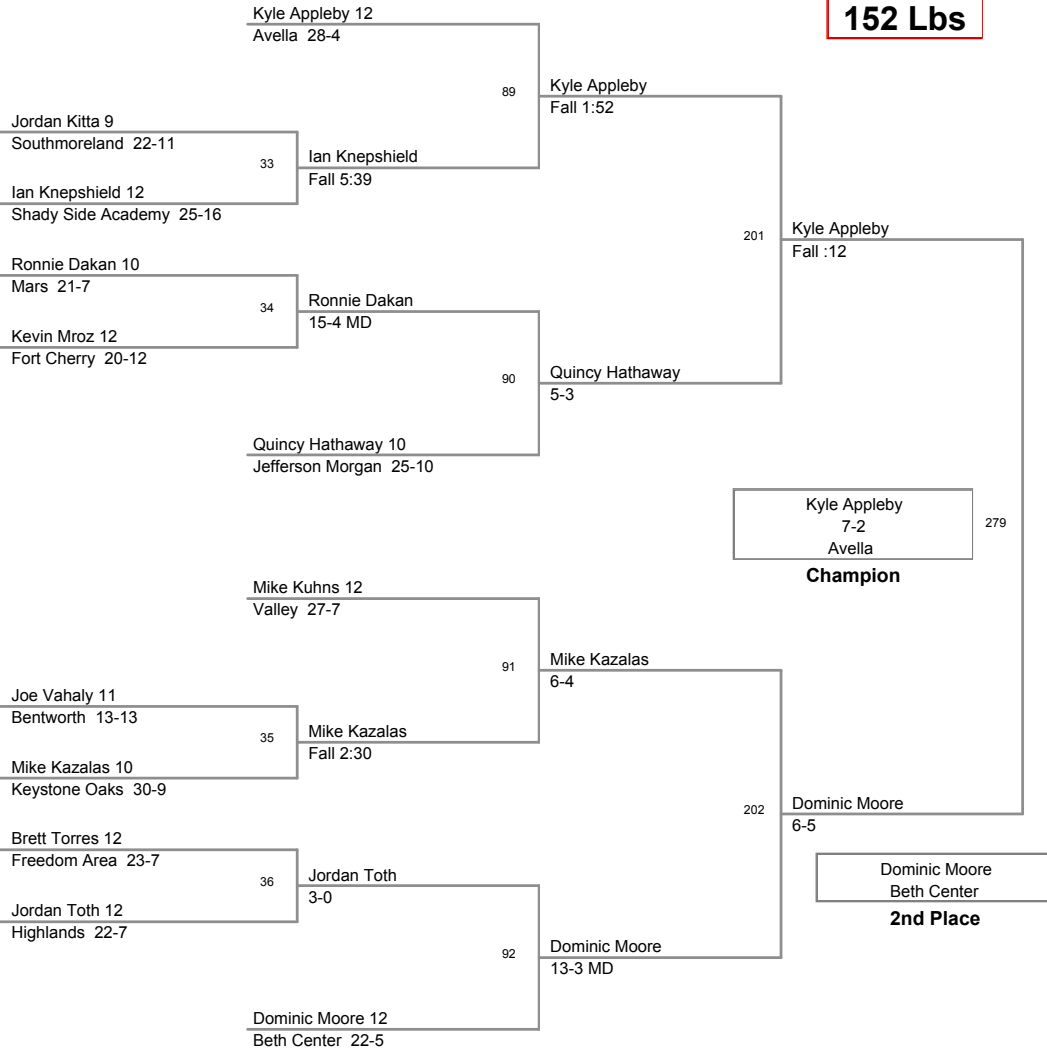 152 Lbs
Kyle Appleby 12
Avella 28-4
89
Kyle Appleby
Fall 1:52
Jordan Kitta 9
Southmoreland 22-11
33
Ian Knepshield
Fall 5:39
Ian Knepshield 12
Shady Side Academy 25-16
201
Kyle Appleby
Fall :12
Ronnie Dakan 10
Mars 21-7
34
Ronnie Dakan
15-4 MD
Kevin Mroz 12
Fort Cherry 20-12
90
Quincy Hathaway
5-3
Quincy Hathaway 10
Jefferson Morgan 25-10
Kyle Appleby
7-2
Avella
279
Champion
Mike Kuhns 12
Valley 27-7
91
Mike Kazalas
6-4
Joe Vahaly 11
Bentworth 13-13
35
Mike Kazalas
Fall 2:30
Mike Kazalas 10
Keystone Oaks 30-9
202
Dominic Moore
6-5
Brett Torres 12
Freedom Area 23-7
36
Jordan Toth
3-0
Dominic Moore
Beth Center
2nd Place
Jordan Toth 12
Highlands 22-7
92
Dominic Moore
13-3 MD
Dominic Moore 12
Beth Center 22-5